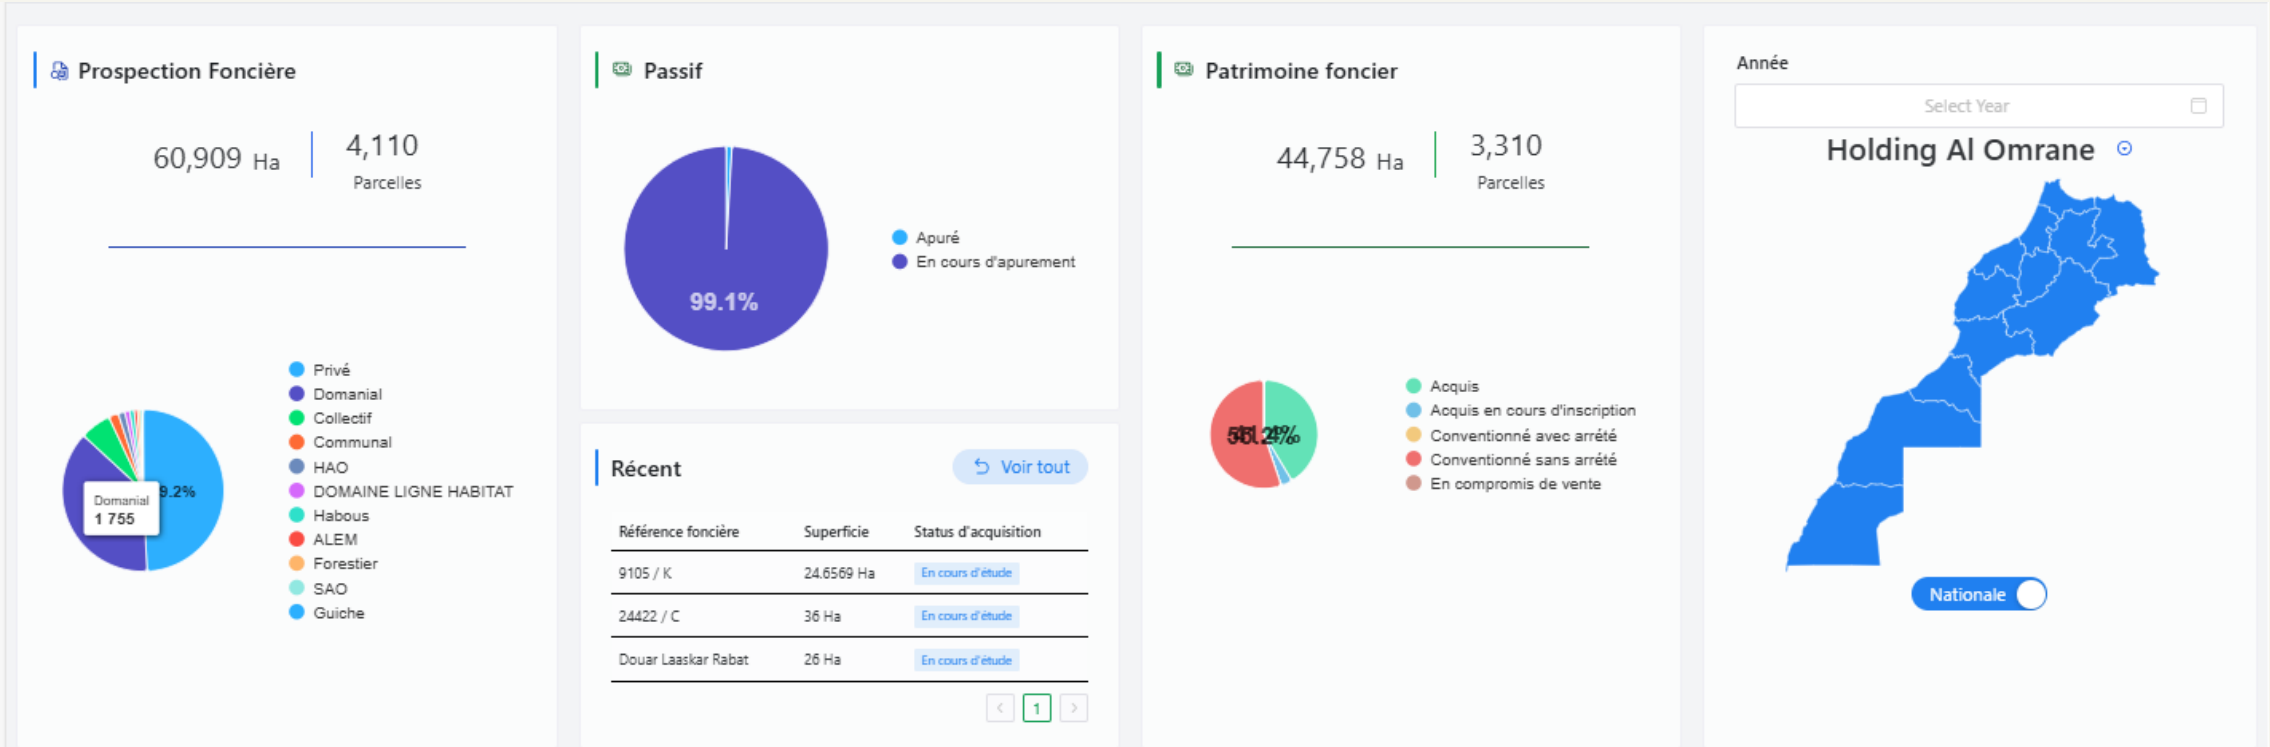 Prospection Foncière
60,909 Ha
4,110
Parcelles
Privé
Domanial
Collectif
Communal
HAO
DOMAINE LIGNE HABITAT
Habous
ALEM
Forestier
SAO
Guiche
9.2%
Domanial
1 755
Passif
99.1%
Apuré
En cours d'apurement
Récent
Voir tout
Référence foncière Superficie Status d'acquisition
9105 / K 24.6569 Ha En cours d'étude
24422 / C 36 Ha En cours d'étude
Douar Laaskar Rabat 26 Ha En cours d'étude
1
Patrimoine foncier
44,758 Ha
3,310
Parcelles
Acquis
Acquis en cours d'inscription
Conventionné avec arrété
Conventionné sans arrété
En compromis de vente
Année
Select Year
Holding Al Omrane
Nationale